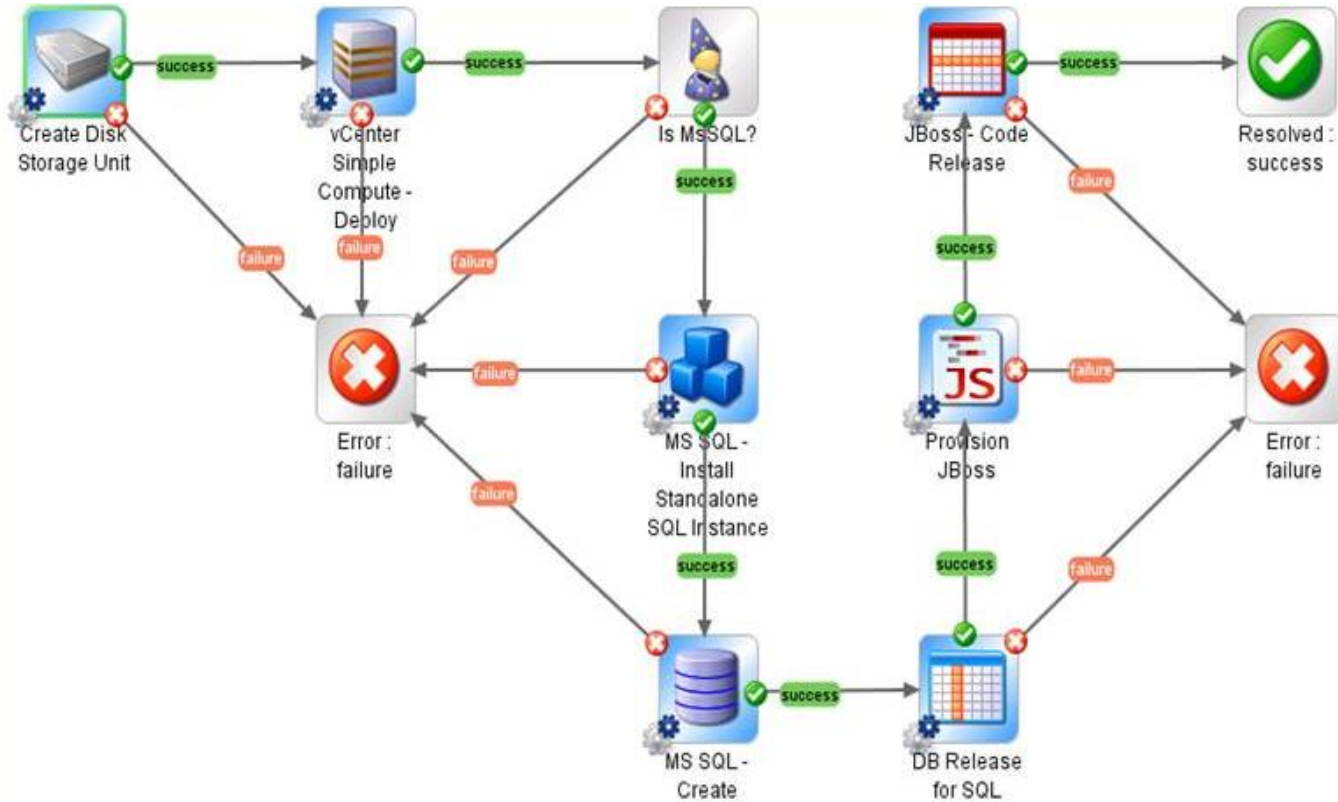 success
success
success
Create Disk
Storage Unit
vCenter
Simple
Compute -
Deploy
Is MsSQL?
JBoss - Code
Release
Resolved :
success
success
failure
failure
failure
failure
success
Error :
failure
failure
MS SQL -
Install
Standalone
SQL Instance
failure
Provision
JBoss
JS
Error :
failure
failure
success
success
failure
success
MS SQL -
Create
DB Release
for SQL